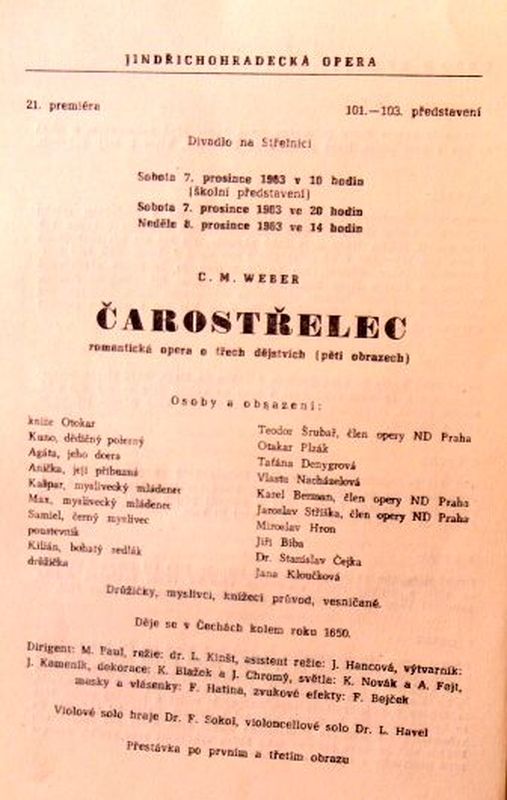 JINDŘICHOHRADECKÁ OPERA
21. premiéra 101.—103. představení
Divadlo na Střelnici
Sobota 7. prosince 1963 v 10 hodin
(školní představení)
Sobota 7. prosince 1963 ve 20 hodin
Neděle 8. prosince 1963 ve 14 hodin
C. M. WEBER
ČAROSTŘELEC
romantická opera o třech dějstvích (pěti obrazech)
Osoby a obsazení:
kníže Otokar Teodor Šrubař, člen opery ND Praha
Kuno, dědičný polesný Otakar Plzák
Agáta, jeho dcera Taťána Denygrová
Anička, její příbuzná Vlasta Nacházelová
Kašpar, myslivecký mládenec Karel Berman, člen opery ND Praha
Max, myslivecký mládenec Jaroslav Stříška, člen opery ND Praha
Samiel, černý myslivec Miroslav Hron
poustevník Jiří Bíba
Kilián, bohatý sedlák Dr. Stanislav Čejka
družička Jana Kloučková
Družičky, myslivci, knížecí průvod, vesničané.
Děje se v Čechách kolem roku 1650.
Dirigent: M. Paul, režie: dr. L. Kinšt, asistent režie: J. Hancová, výtvarník:
J. Kameník, dekorace: K. Blažek a J. Chromý, světla: K. Novák a A. Fejt,
masky a vlásenky: F. Hatina, zvukové efekty: F. Bejček
Violové solo hraje Dr. F. Sokol, violoncellové solo Dr. L. Havel
Přestávka po prvním a třetím obrazu